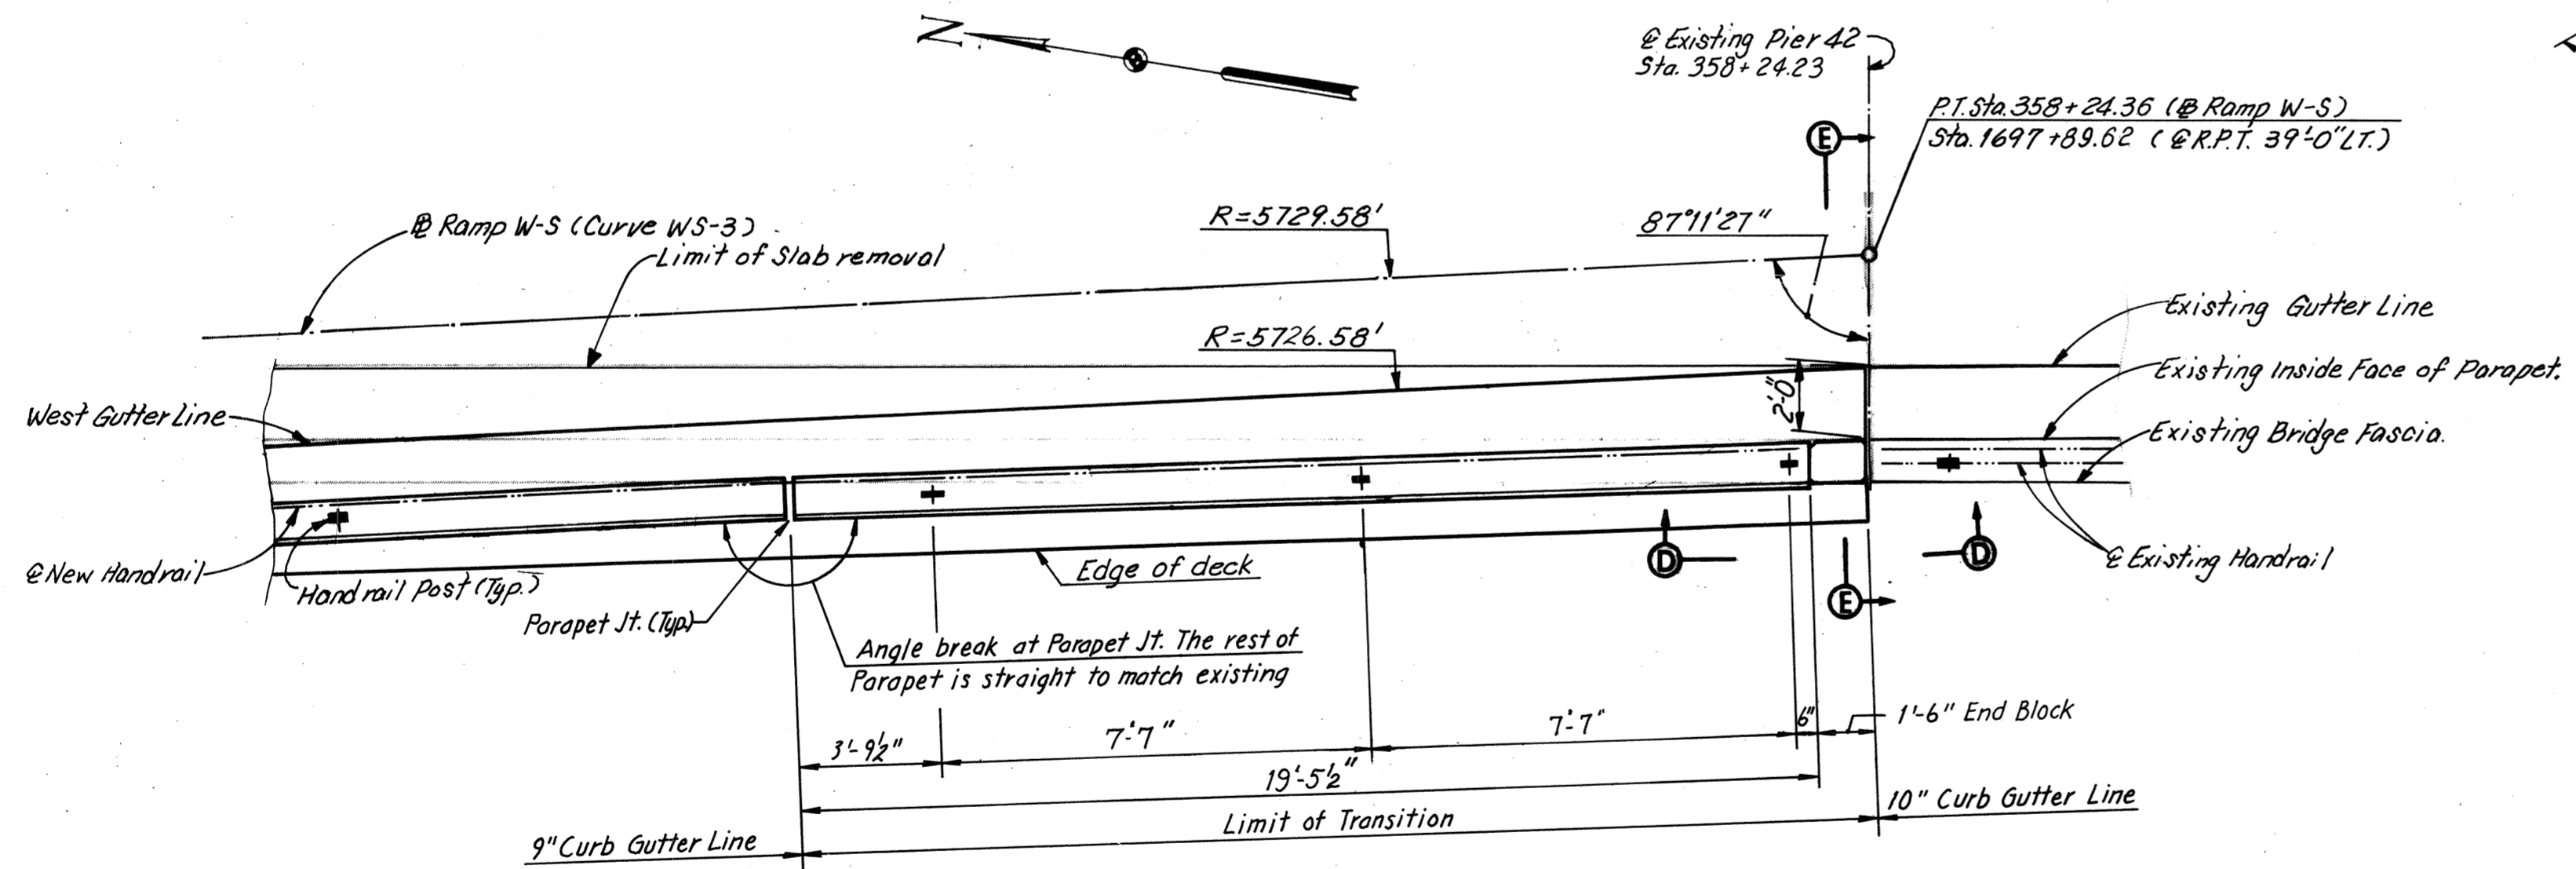 N
℄ Existing Pier 42
Sta. 358+24.23
P.T. Sta. 358+24.36 (℔ Ramp W-S)
Sta. 1697+89.62 (℄ R.P.T. 39'-0" LT.)
E
℔ Ramp W-S (Curve WS-3)
Limit of Slab removal
R=5729.58'
87°11'27"
Existing Gutter Line
R=5726.58'
Existing Inside Face of Parapet.
2'-0"
West Gutter Line
Existing Bridge Fascia.
℄ New Handrail
Handrail Post (Typ.)
Edge of deck
D
D
℄ Existing Handrail
E
Parapet Jt. (Typ.)
Angle break at Parapet Jt. The rest of
Parapet is straight to match existing
3'-9½"
7'-7"
7'-7"
6"
1'-6" End Block
19'-5½"
10" Curb Gutter Line
Limit of Transition
9" Curb Gutter Line